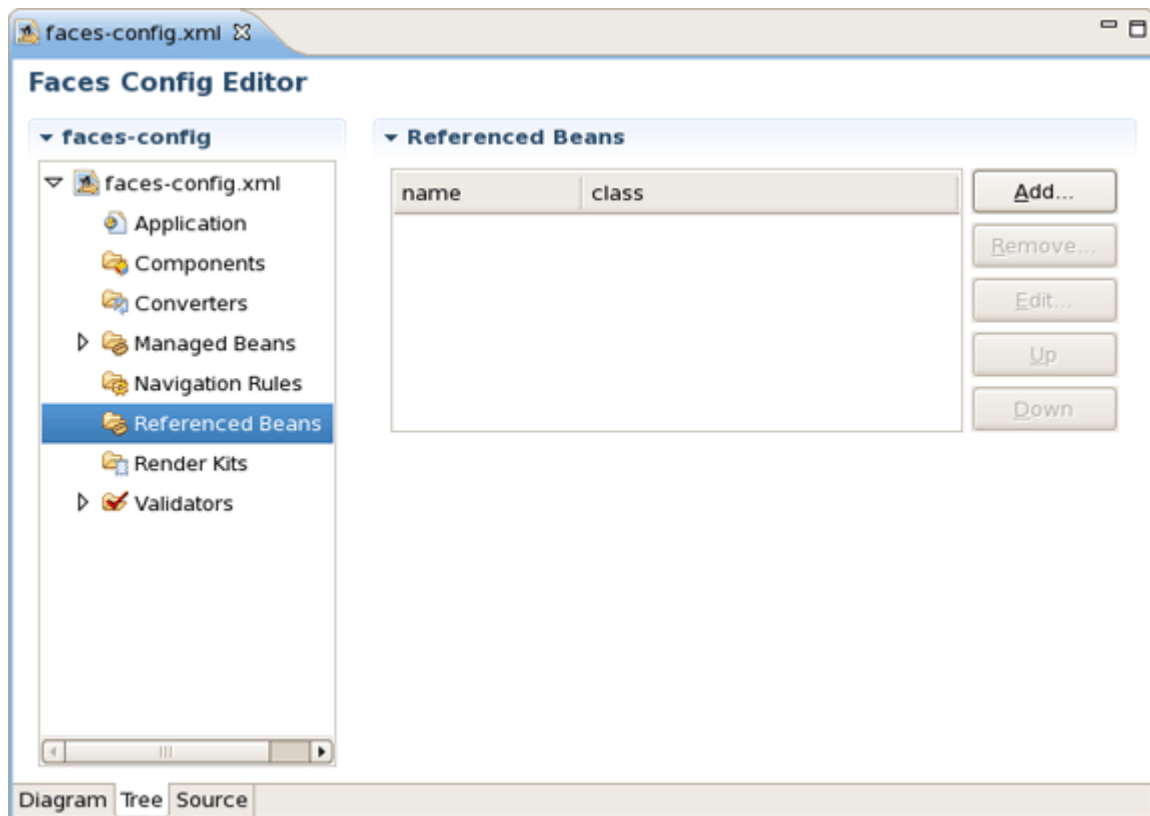 faces-config.xml
Faces Config Editor
faces-config
faces-config.xml
Application
Components
Converters
Managed Beans
Navigation Rules
Referenced Beans
Render Kits
Validators
Referenced Beans
name class
Add...
Remove...
Edit...
Up
Down
Diagram Tree Source